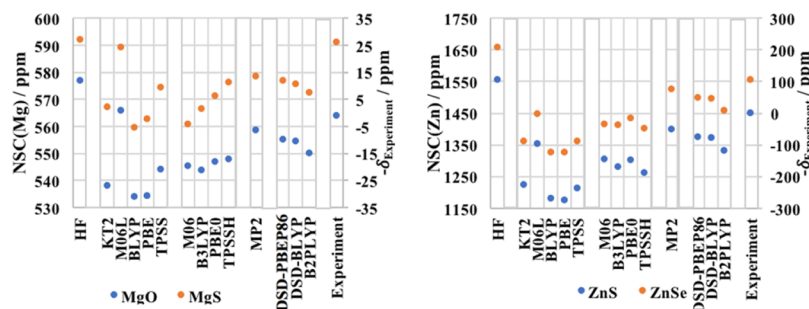 NSC(Mg) / ppm
600
590
580
570
560
550
540
530
35
25
15
5
-5
-15
-25
-35
-δExperiment / ppm
HF
KT2
M06L
BLYP
PBE
TPSS
M06
B3LYP
PBE0
TPSSH
MP2
DSD-PBEP86
DSD-BLYP
B2PLYP
Experiment
MgO
MgS
NSC(Zn) / ppm
1750
1650
1550
1450
1350
1250
1150
300
200
100
0
-100
-200
-300
-δExperiment / ppm
HF
KT2
M06L
BLYP
PBE
TPSS
M06
B3LYP
PBE0
TPSSH
MP2
DSD-PBEP86
DSD-BLYP
B2PLYP
Experiment
ZnS
ZnSe